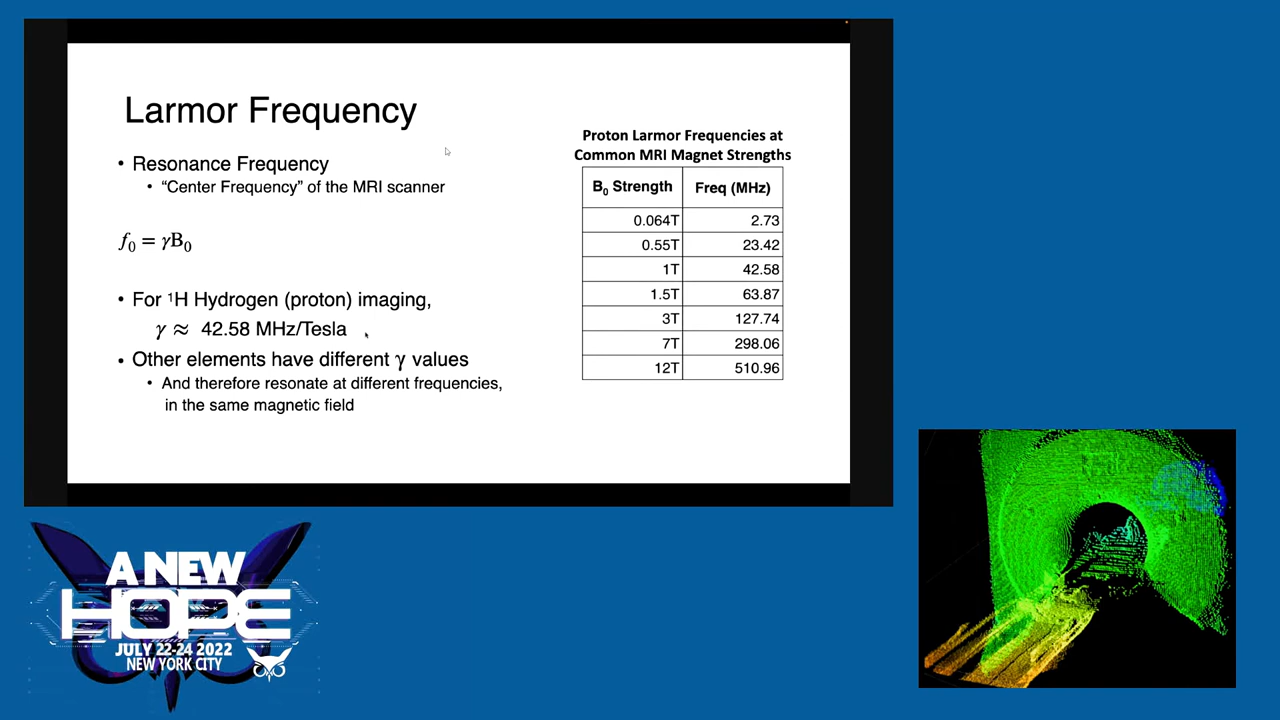 Larmor Frequency
• Resonance Frequency
• “Center Frequency” of the MRI scanner
f₀ = γB₀
• For ¹H Hydrogen (proton) imaging,
γ ≈ 42.58 MHz/Tesla
• Other elements have different γ values
• And therefore resonate at different frequencies,
in the same magnetic field
Proton Larmor Frequencies at
Common MRI Magnet Strengths
B₀ Strength Freq (MHz)
0.064T 2.73
0.55T 23.42
1T 42.58
1.5T 63.87
3T 127.74
7T 298.06
12T 510.96
A NEW
HOPE
JULY 22-24 2022
NEW YORK CITY